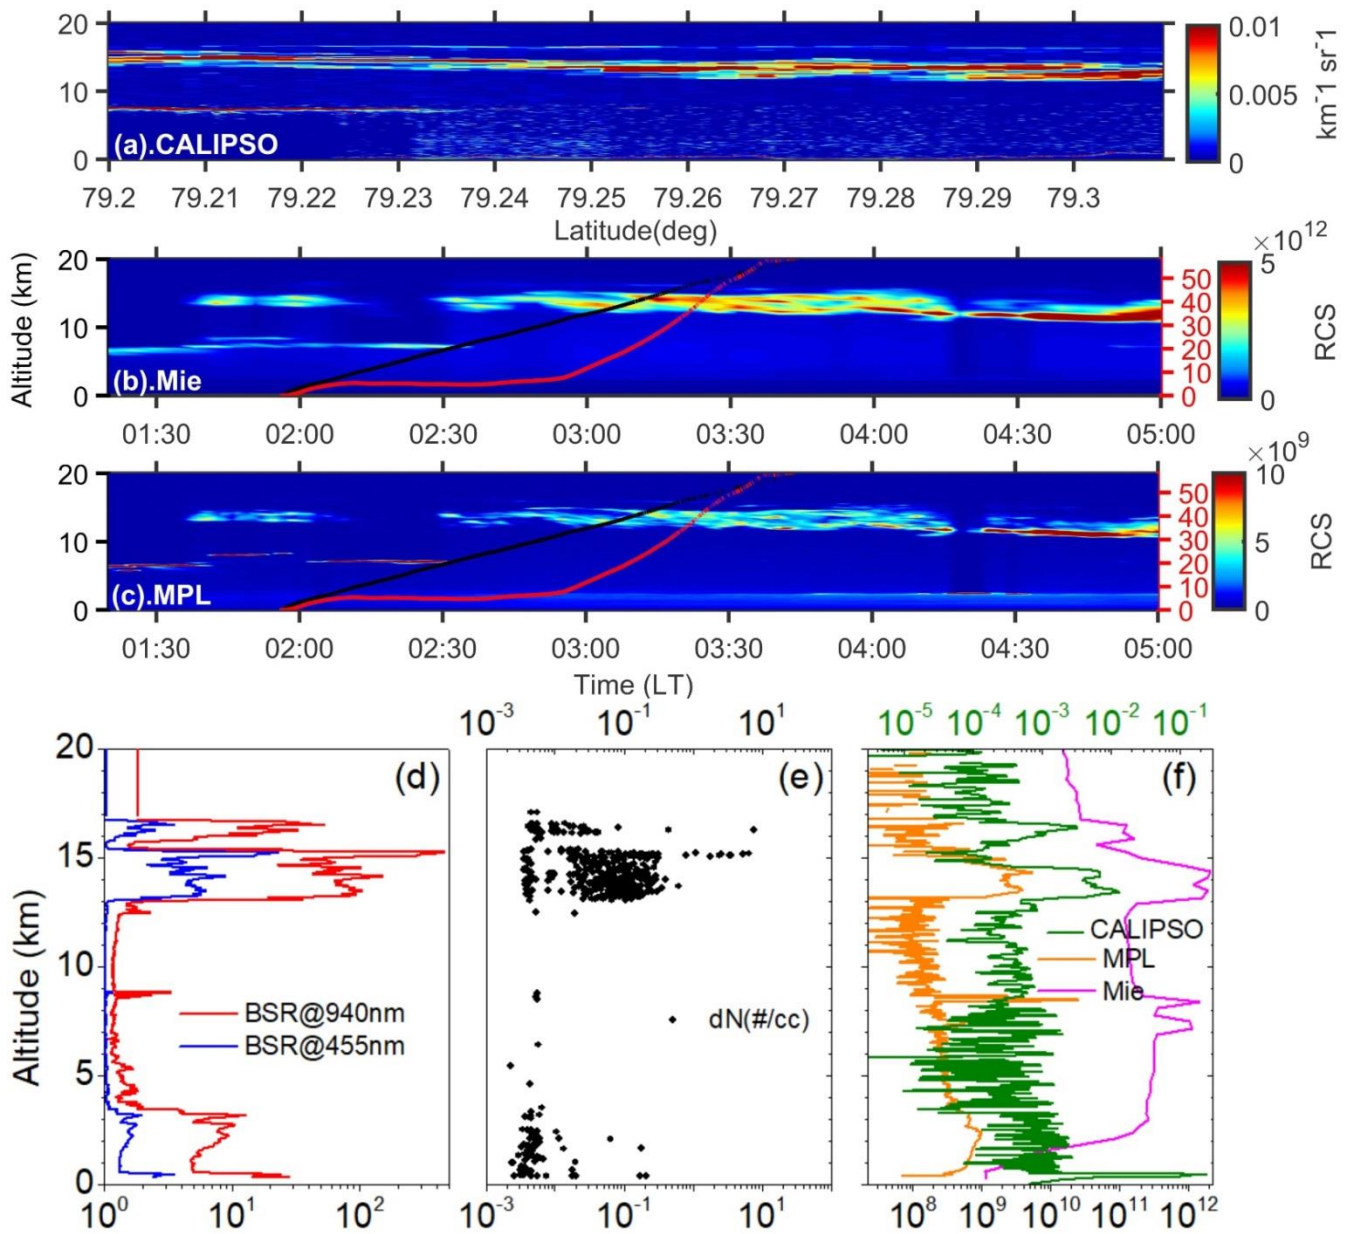 20
10
0
(a).CALIPSO
0.01
0.005
0
km⁻¹ sr⁻¹
79.2 79.21 79.22 79.23 79.24 79.25 79.26 79.27 79.28 79.29 79.3
Latitude(deg)
Altitude (km)
20
10
0
(b).Mie
50
40
30
20
10
0
×10¹²
5
0
RCS
01:30 02:00 02:30 03:00 03:30 04:00 04:30 05:00
20
10
0
(c).MPL
50
40
30
20
10
0
×10⁹
10
5
0
RCS
01:30 02:00 02:30 03:00 03:30 04:00 04:30 05:00
Time (LT)
Altitude (km)
20
15
10
5
0
(d)
BSR@940nm
BSR@455nm
10⁰ 10¹ 10²
10⁻³ 10⁻¹ 10¹
(e)
dN(#/cc)
10⁻³ 10⁻¹ 10¹
10⁻⁵ 10⁻⁴ 10⁻³ 10⁻² 10⁻¹
(f)
CALIPSO
MPL
Mie
10⁸ 10⁹ 10¹⁰ 10¹¹ 10¹²